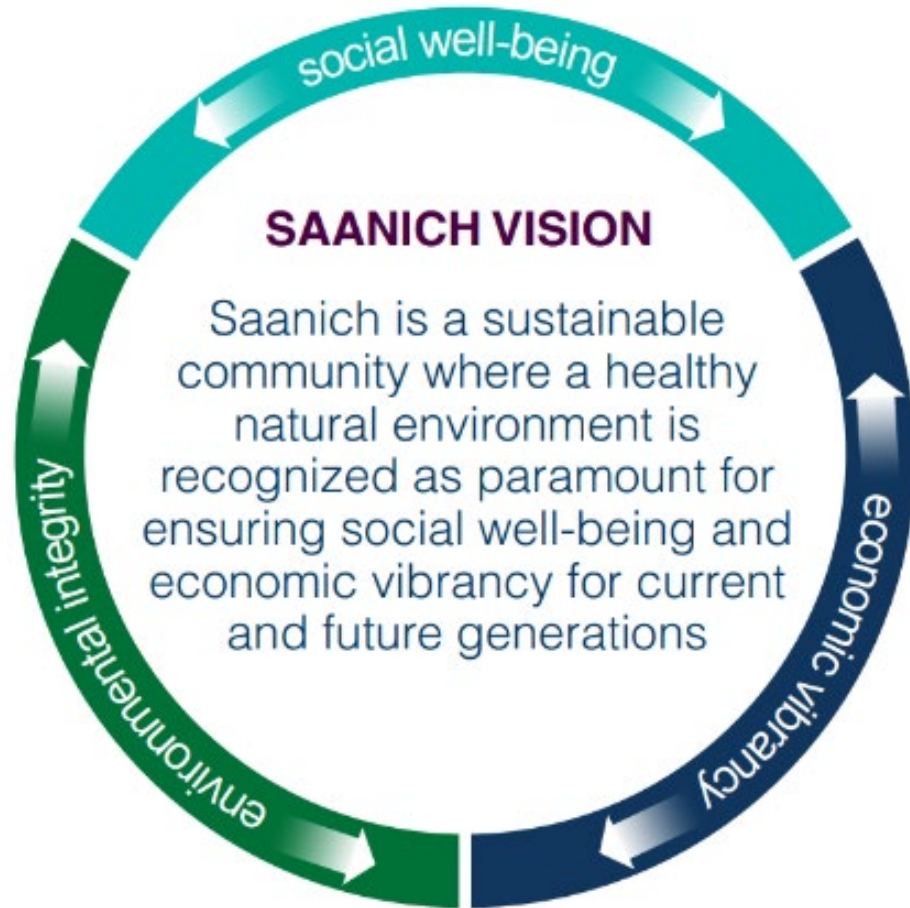 social well-being
SAANICH VISION
Saanich is a sustainable
community where a healthy
natural environment is
recognized as paramount for
ensuring social well-being and
economic vibrancy for current
and future generations
environmental integrity
economic vibrancy